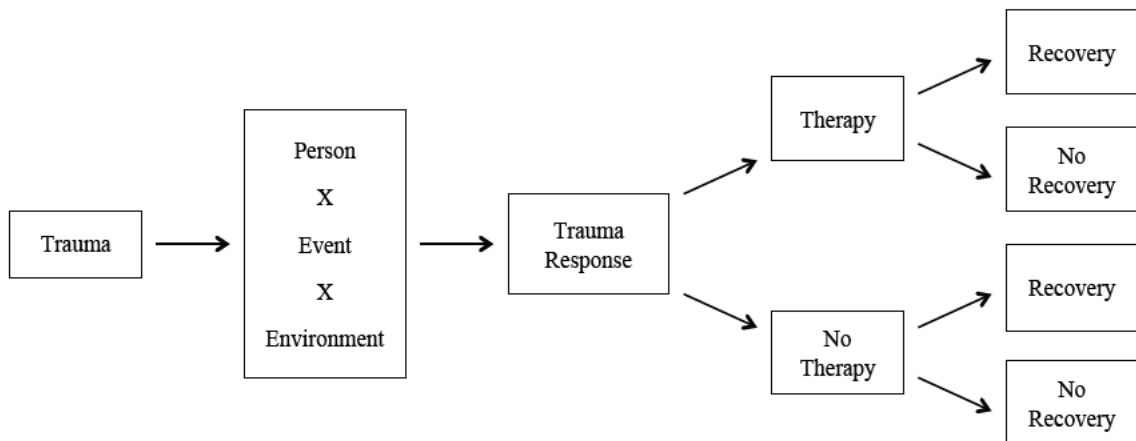 Trauma
Person
X
Event
X
Environment
Trauma
Response
Therapy
No
Therapy
Recovery
No
Recovery
Recovery
No
Recovery